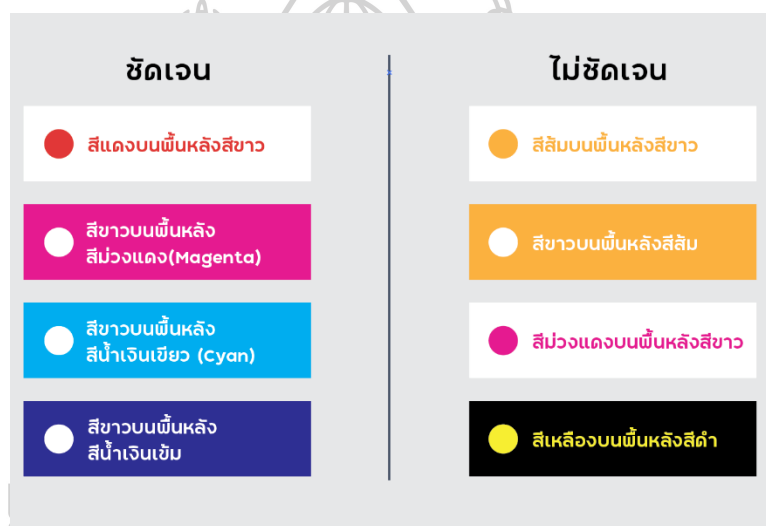 ชัดเจน
สีแดงบนพื้นหลังสีขาว
สีขาวบนพื้นหลัง
สีม่วงแดง(Magenta)
สีขาวบนพื้นหลัง
สีน้ำเงินเขียว (Cyan)
สีขาวบนพื้นหลัง
สีน้ำเงินเข้ม
ไม่ชัดเจน
สีส้มบนพื้นหลังสีขาว
สีขาวบนพื้นหลังสีส้ม
สีม่วงแดงบนพื้นหลังสีขาว
สีเหลืองบนพื้นหลังสีดำ